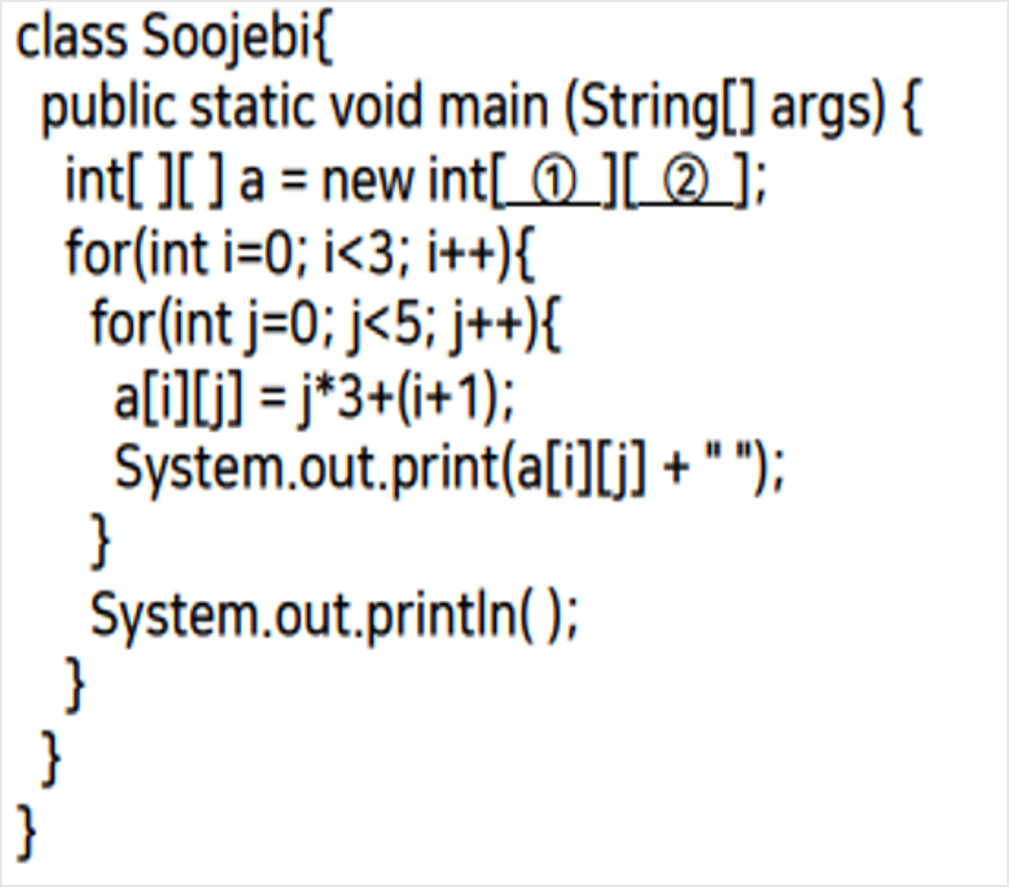 class Soojebi{
public static void main (String[] args) {
int[ ][ ] a = new int[ ① ][ ② ];
for(int i=0; i<3; i++){
for(int j=0; j<5; j++){
a[i][j] = j*3+(i+1);
System.out.print(a[i][j] + " ");
}
System.out.println( );
}
}
}